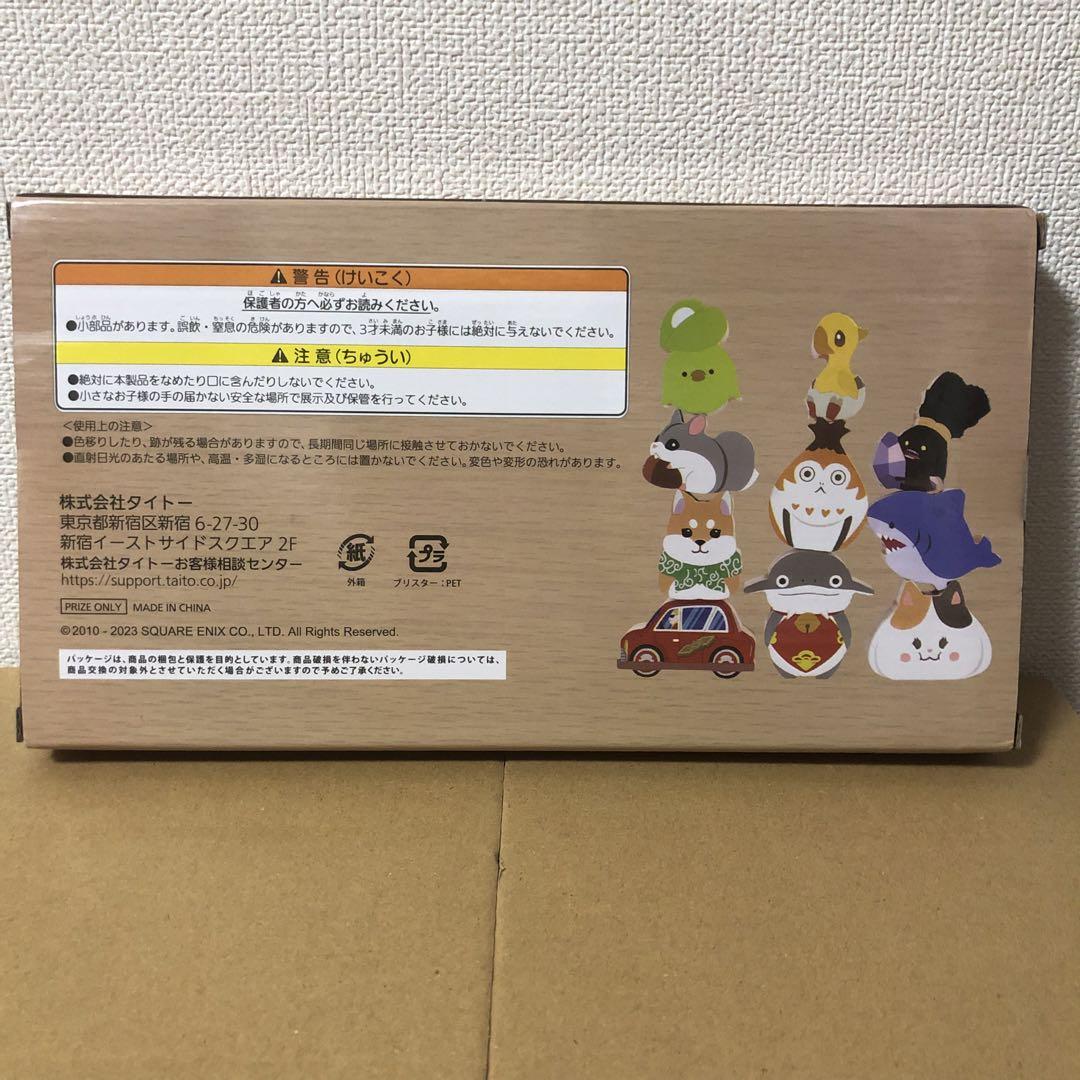 ⚠警告(けいこく)
保護者の方へ必ずお読みください。
●小部品があります。誤飲・窒息の危険がありますので、3才未満のお子様には絶対に与えないでください。
⚠注意(ちゅうい)
●絶対に本製品をなめたり口に含んだりしないでください。
●小さなお子様の手の届かない安全な場所で展示及び保管を行ってください。
<使用上の注意>
●色移りしたり、跡が残る場合がありますので、長期間同じ場所に接触させておかないでください。
●直射日光のあたる場所や、高温・多湿になるところには置かないでください。変色や変形の恐れがあります。
株式会社タイトー
東京都新宿区新宿 6-27-30
新宿イーストサイドスクエア 2F
株式会社タイトーお客様相談センター
https://support.taito.co.jp/
紙
外箱
プラ
ブリスター:PET
PRIZE ONLY MADE IN CHINA
©2010 - 2023 SQUARE ENIX CO., LTD. All Rights Reserved.
パッケージは、商品の梱包と保護を目的としています。商品破損を伴わないパッケージ破損については、
商品交換の対象外とさせていただく場合がございますので予めご了承ください。